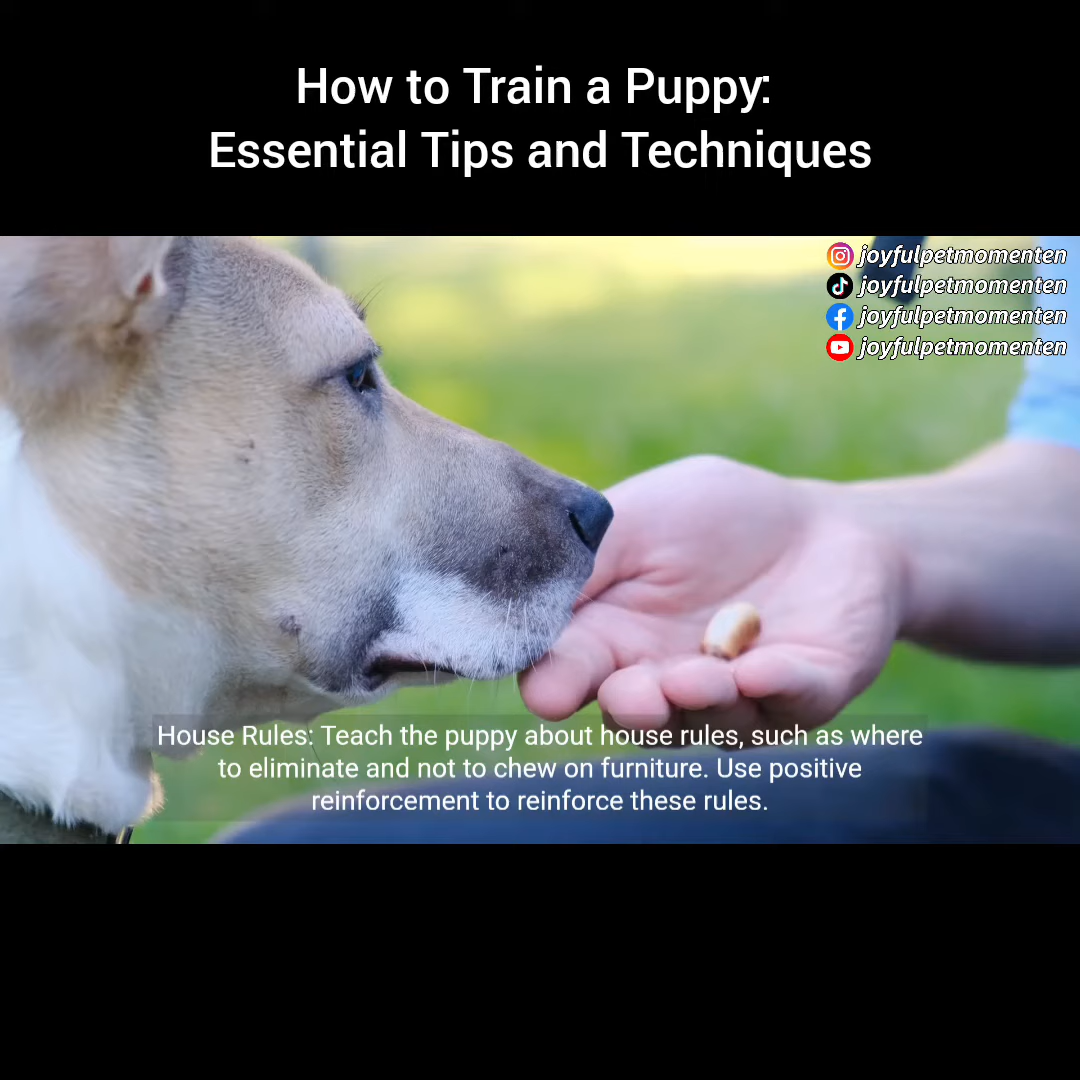 How to Train a Puppy:
Essential Tips and Techniques
joyfulpetmomenten
joyfulpetmomenten
joyfulpetmomenten
joyfulpetmomenten
House Rules: Teach the puppy about house rules, such as where
to eliminate and not to chew on furniture. Use positive
reinforcement to reinforce these rules.